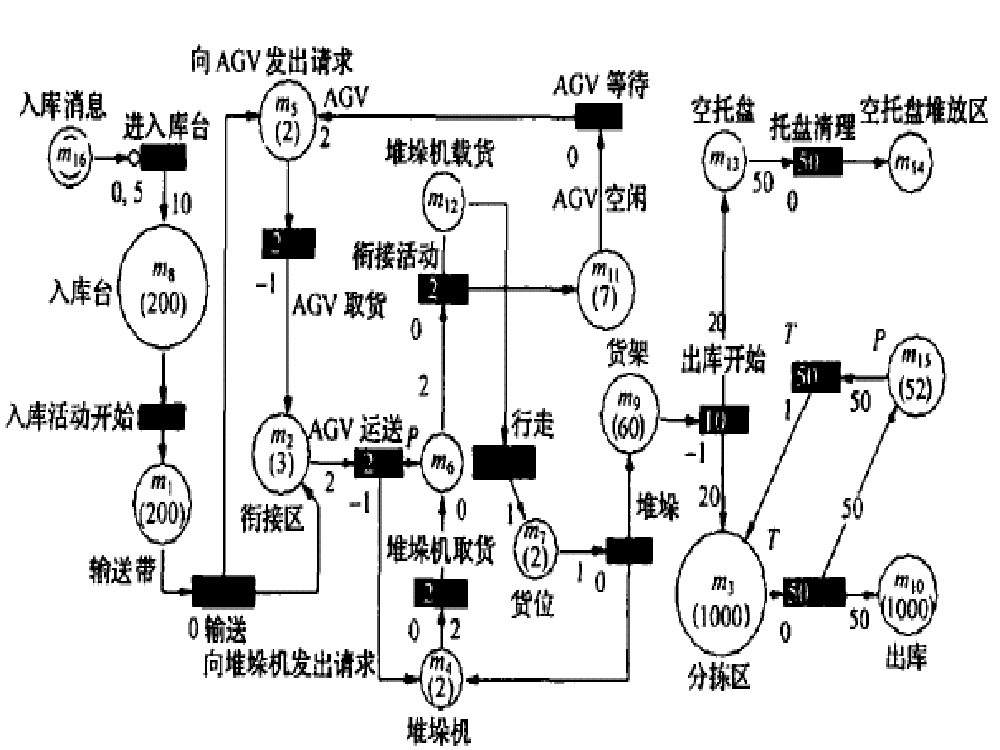 向AGV发出请求
入库消息
m16
进入库台
0, 5
10
m5
(2)
AGV
2
AGV 等待
0
堆垛机载货
m12
空托盘
m13
50
托盘清理
50
0
空托盘堆放区
m14
入库台
m8
(200)
2
-1
AGV 取货
衔接活动
2
0
AGV 空闲
m11
(7)
入库活动开始
m1
(200)
m2
(3)
衔接区
AGV 运送
2
2
-1
P
m6
2
0
行走
1
货架
m9
(60)
20
出库开始
10
-1
20
T
50
1
P
50
m15
(52)
输送带
0 输送
堆垛机取货
2
0
2
m7
(2)
货位
1
0
堆垛
50
T
m3
(1000)
分拣区
50
0
50
m10
(1000)
出库
向堆垛机发出请求
m4
(2)
堆垛机